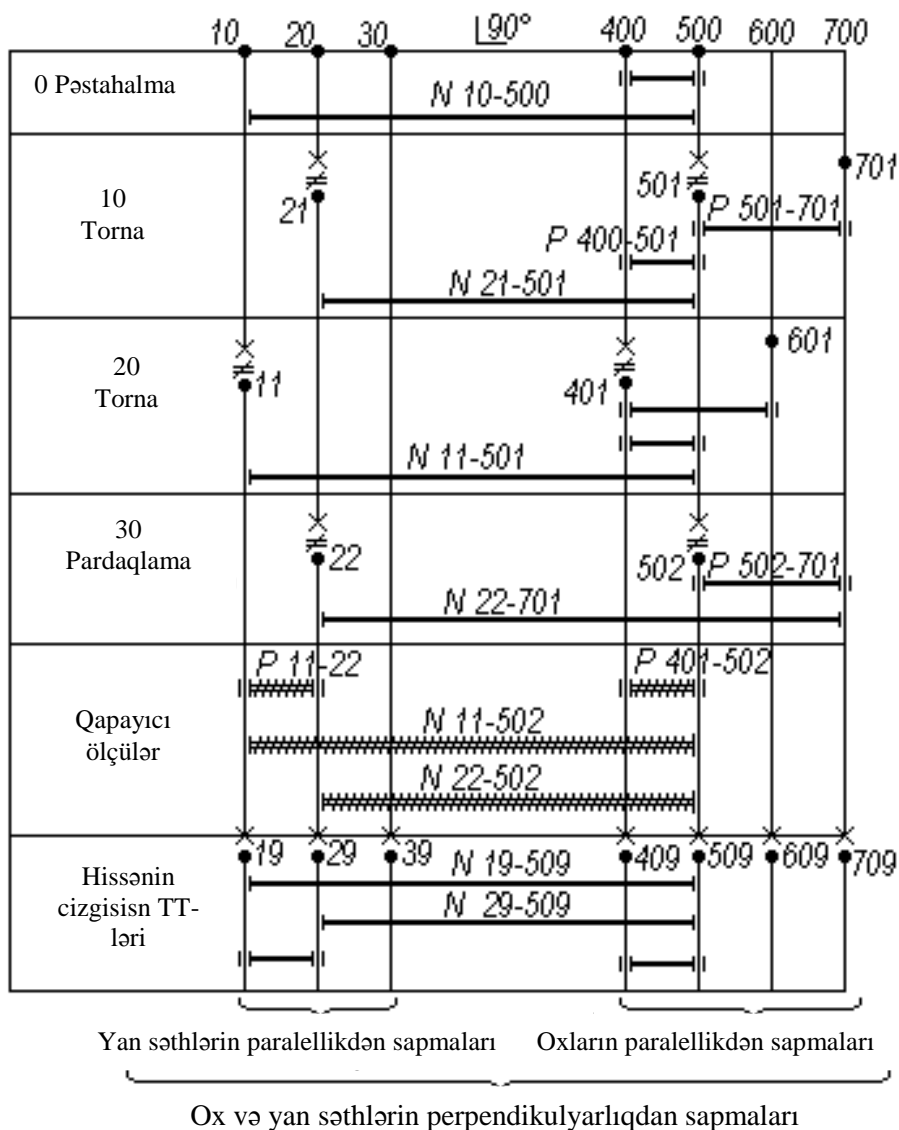 10 20 30 90° 400 500 600 700
0 Pəstahalma
N 10-500
10
Torna
21
501
701
P 501-701
P 400-501
N 21-501
20
Torna
11
401
601
N 11-501
30
Pardaqlama
22
502
P 502-701
N 22-701
Qapayıcı
ölçülər
P 11-22
P 401-502
N 11-502
N 22-502
Hissənin
cizgisisn TT-
ləri
19 29 39 409 509 609 709
N 19-509
N 29-509
Yan səthlərin paralellikdən sapmaları Oxların paralellikdən sapmaları
Ox və yan səthlərin perpendikulyarlıqdan sapmaları